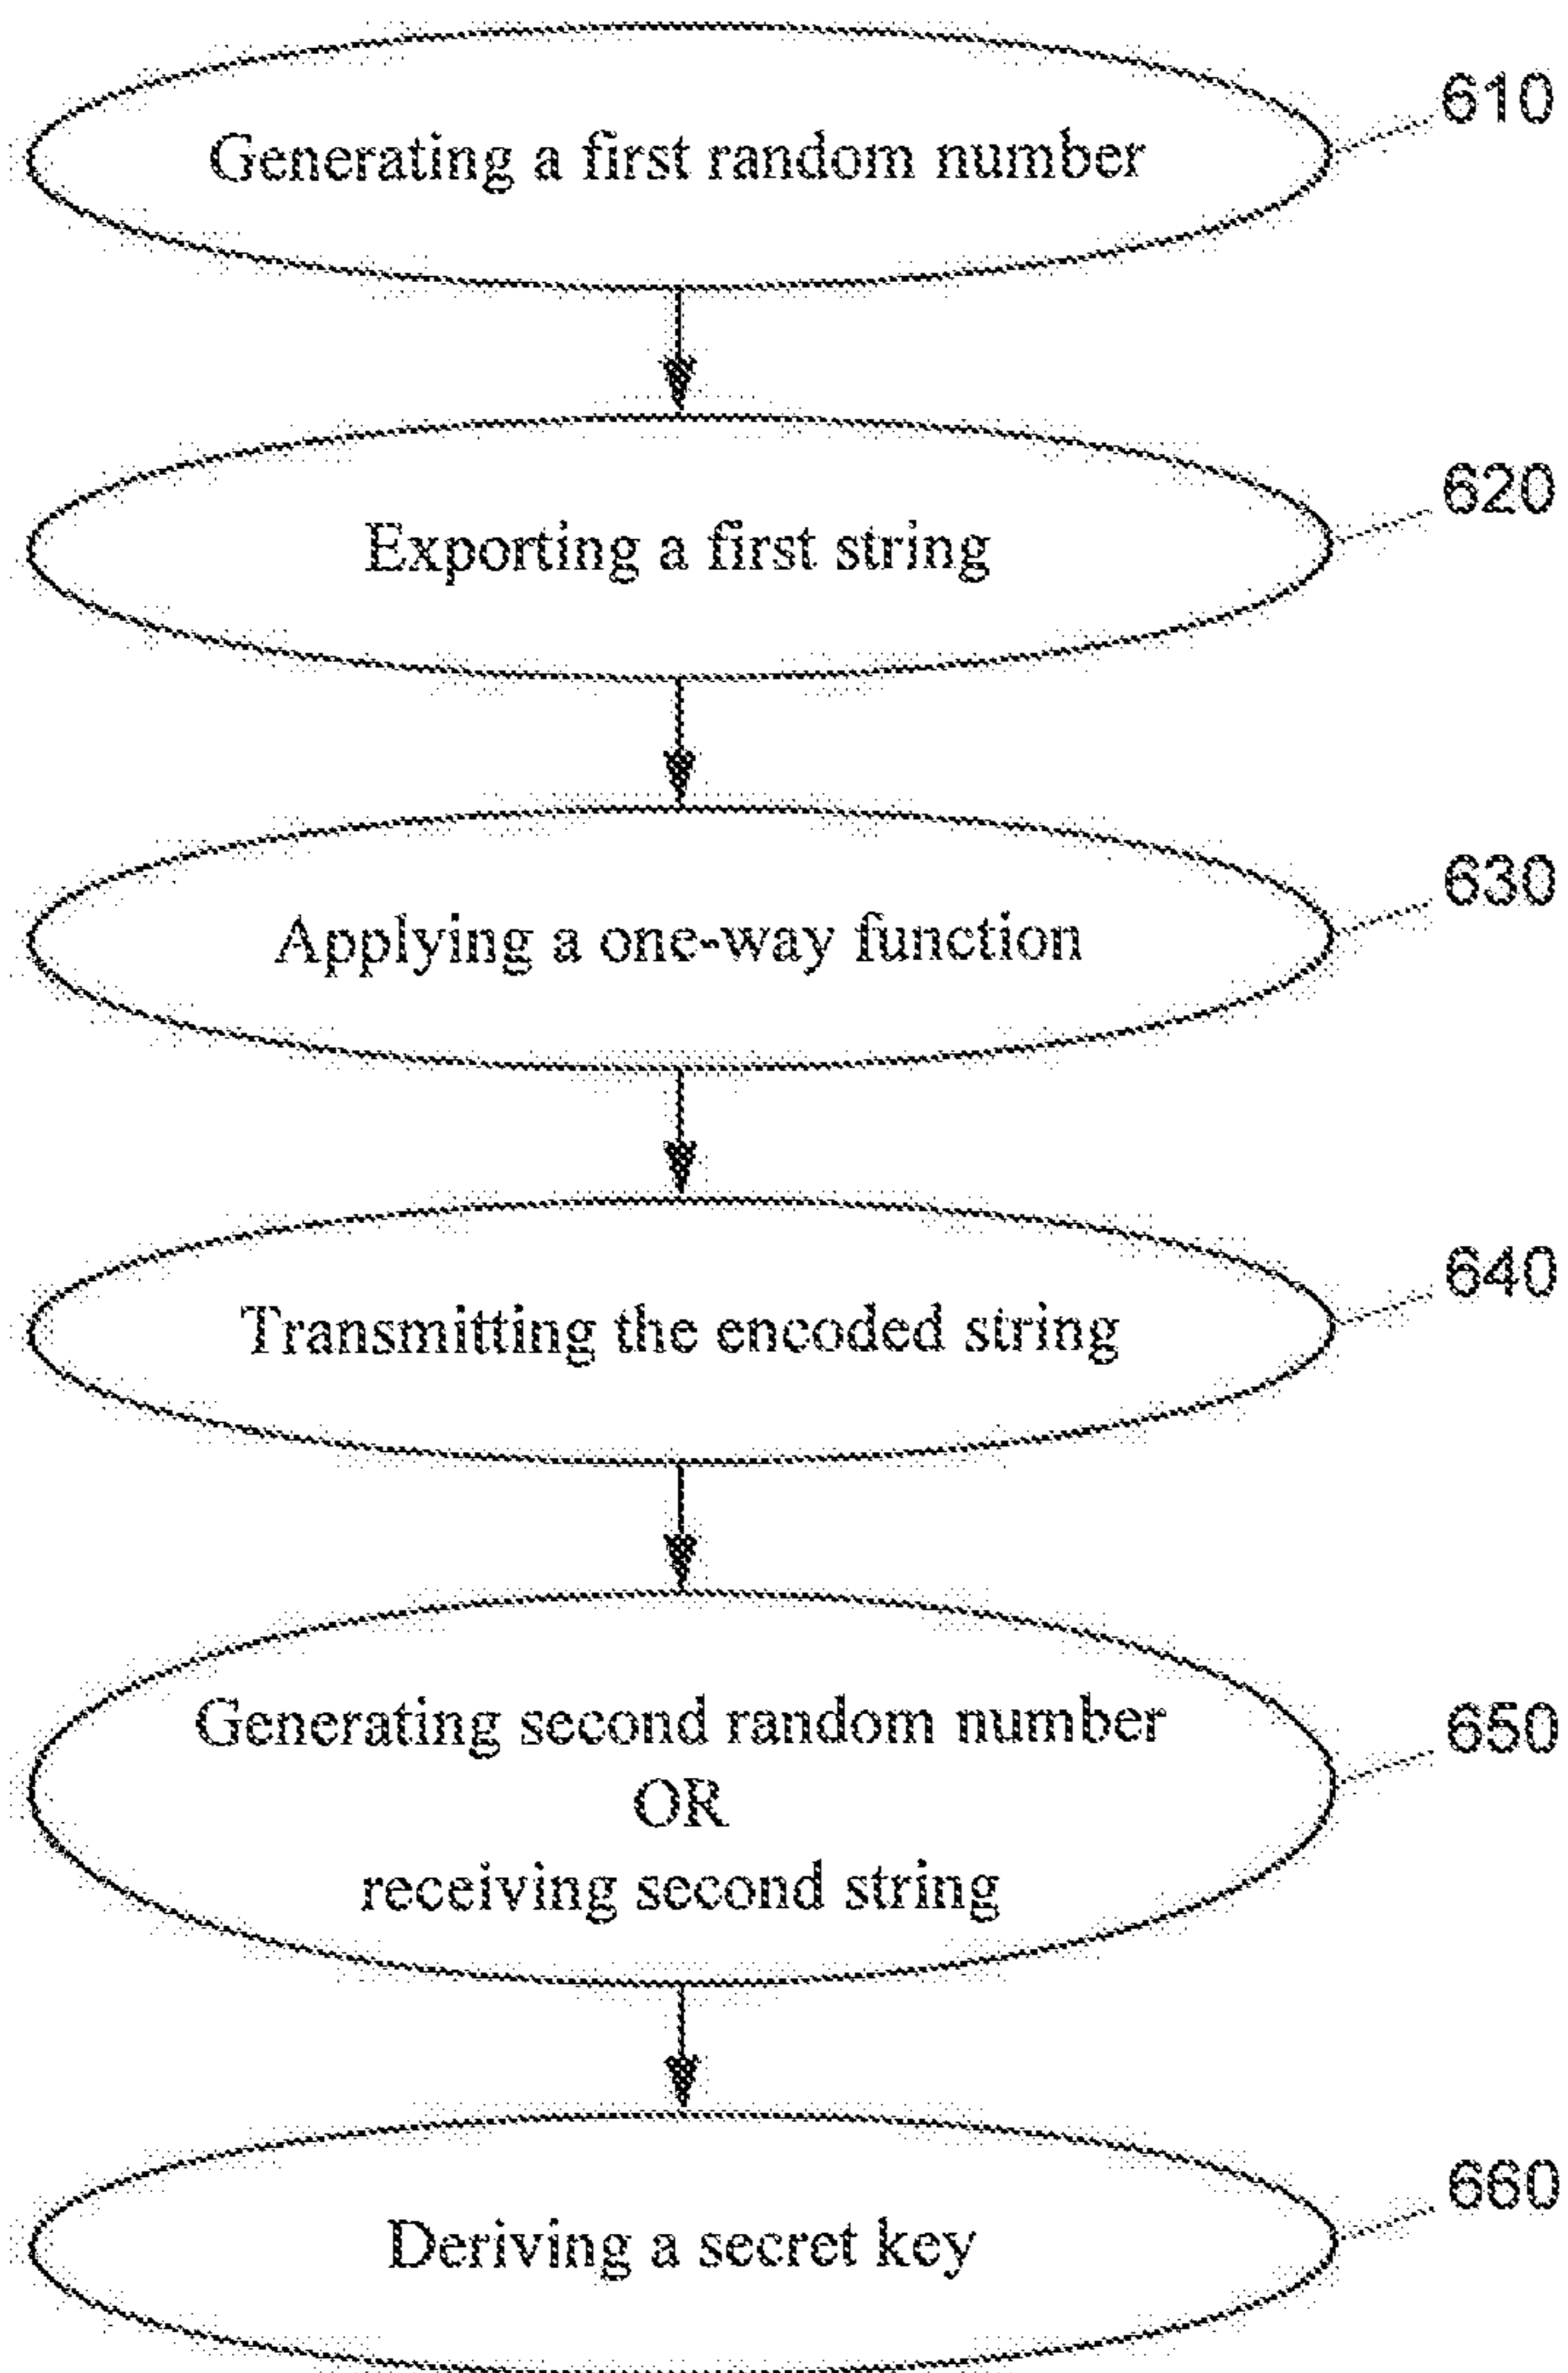 Generating a first random number
610
Exporting a first string
620
Applying a one-way function
630
Transmitting the encoded string
640
Generating second random number
OR
receiving second string
650
Deriving a secret key
660